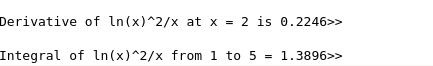 Derivative of ln(x)^2/x at x = 2 is 0.2246>>
Integral of ln(x)^2/x from 1 to 5 = 1.3896>>